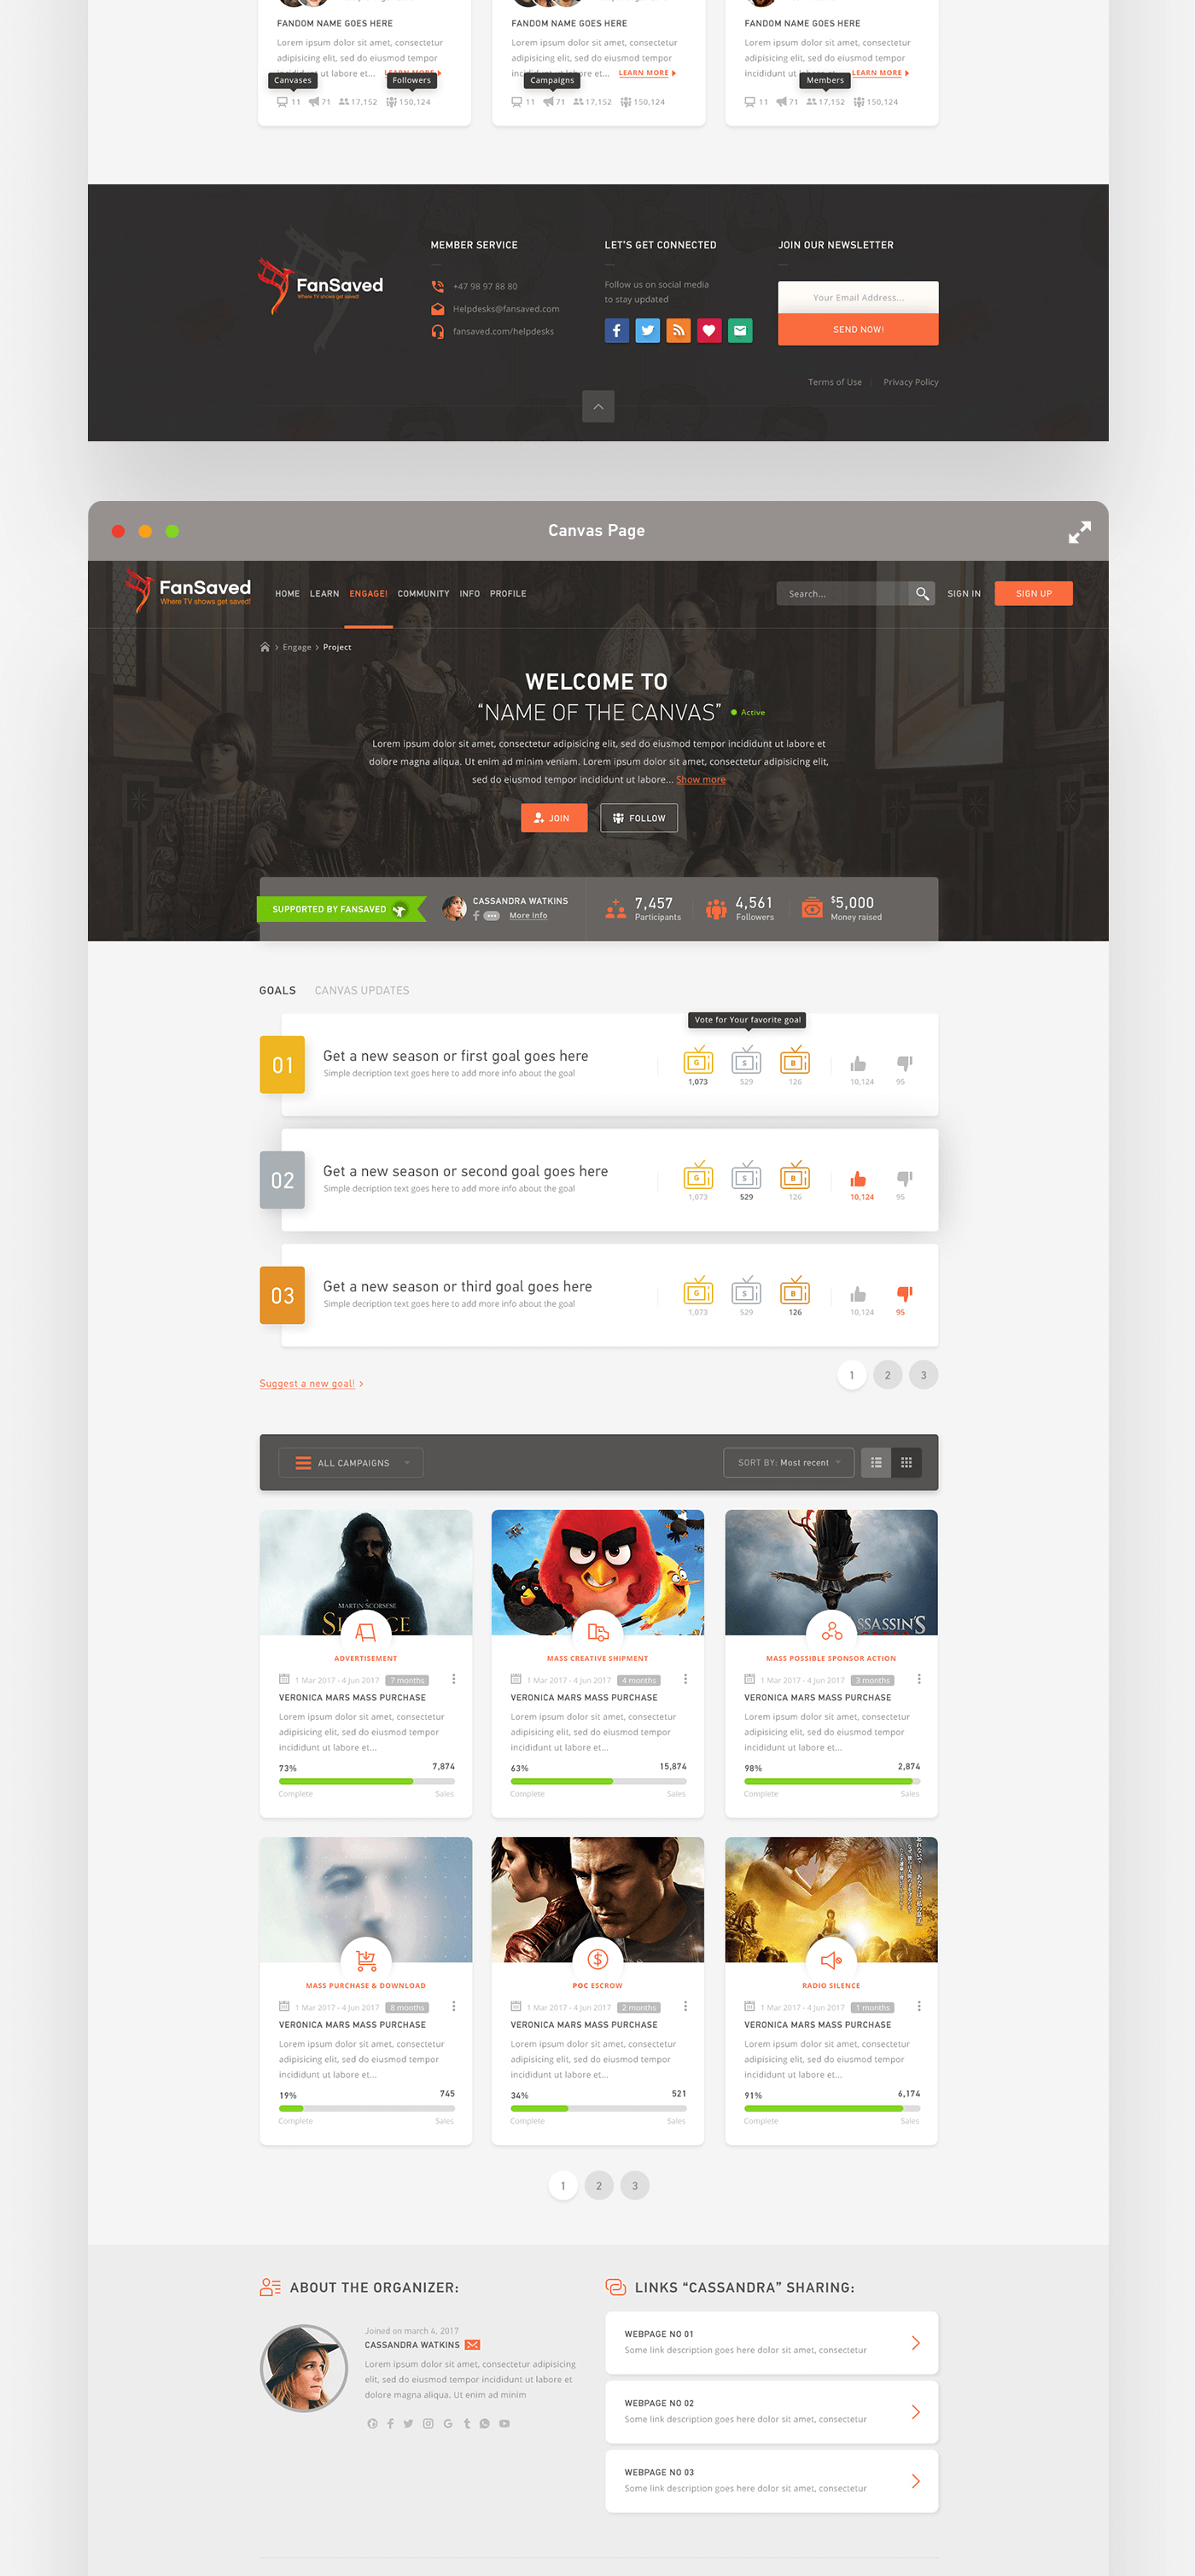 FANDOM NAME GOES HERE
Lorem ipsum dolor sit amet, consectetur
adipisicing elit, sed do eiusmod tempor
ut labore et...
Canvases
Followers
11 71 17,152 150,124
FANDOM NAME GOES HERE
Lorem ipsum dolor sit amet, consectetur
adipisicing elit, sed do eiusmod tempor
labore et... LEARN MORE
Campaigns
11 71 17,152 150,124
FANDOM NAME GOES HERE
Lorem ipsum dolor sit amet, consectetur
adipisicing elit, sed do eiusmod tempor
incididunt ut LEARN MORE
Members
11 71 17,152 150,124
FanSaved
Where TV shows get saved!
MEMBER SERVICE
+47 98 97 88 80
Helpdesks@fansaved.com
fansaved.com/helpdesks
LET'S GET CONNECTED
Follow us on social media
to stay updated
JOIN OUR NEWSLETTER
Your Email Address...
SEND NOW!
Terms of Use
Privacy Policy
Canvas Page
FanSaved
Where TV shows get saved!
HOME LEARN ENGAGE! COMMUNITY INFO PROFILE
Search...
SIGN IN
SIGN UP
> Engage > Project
WELCOME TO
“NAME OF THE CANVAS”
Active
Lorem ipsum dolor sit amet, consectetur adipisicing elit, sed do eiusmod tempor incididunt ut labore et
dolore magna aliqua. Ut enim ad minim veniam. Lorem ipsum dolor sit amet, consectetur adipisicing elit,
sed do eiusmod tempor incididunt ut labore... Show more
JOIN
FOLLOW
SUPPORTED BY FANSAVED
CASSANDRA WATKINS
More Info
7,457
Participants
4,561
Followers
$5,000
Money raised
GOALS
CANVAS UPDATES
Vote for Your favorite goal
01
Get a new season or first goal goes here
Simple decription text goes here to add more info about the goal
G S B
1,073 529 126 10,124 95
02
Get a new season or second goal goes here
Simple decription text goes here to add more info about the goal
G S B
1,073 529 126 10,124 95
03
Get a new season or third goal goes here
Simple decription text goes here to add more info about the goal
G S B
1,073 529 126 10,124 95
Suggest a new goal! >
1 2 3
ALL CAMPAIGNS
SORT BY: Most recent
MARTIN SCORSESE
ADVERTISEMENT
1 Mar 2017 - 4 Jun 2017 7 months
VERONICA MARS MASS PURCHASE
Lorem ipsum dolor sit amet, consectetur
adipisicing elit, sed do eiusmod tempor
incididunt ut labore et...
73% 7,874
Complete Sales
MASS CREATIVE SHIPMENT
1 Mar 2017 - 4 Jun 2017 4 months
VERONICA MARS MASS PURCHASE
Lorem ipsum dolor sit amet, consectetur
adipisicing elit, sed do eiusmod tempor
incididunt ut labore et...
63% 15,874
Complete Sales
SSASSIN'S
MASS POSSIBLE SPONSOR ACTION
1 Mar 2017 - 4 Jun 2017 3 months
VERONICA MARS MASS PURCHASE
Lorem ipsum dolor sit amet, consectetur
adipisicing elit, sed do eiusmod tempor
incididunt ut labore et...
98% 2,874
Complete Sales
MASS PURCHASE & DOWNLOAD
1 Mar 2017 - 4 Jun 2017 8 months
VERONICA MARS MASS PURCHASE
Lorem ipsum dolor sit amet, consectetur
adipisicing elit, sed do eiusmod tempor
incididunt ut labore et...
19% 745
Complete Sales
POC ESCROW
1 Mar 2017 - 4 Jun 2017 2 months
VERONICA MARS MASS PURCHASE
Lorem ipsum dolor sit amet, consectetur
adipisicing elit, sed do eiusmod tempor
incididunt ut labore et...
34% 521
Complete Sales
RADIO SILENCE
1 Mar 2017 - 4 Jun 2017 1 months
VERONICA MARS MASS PURCHASE
Lorem ipsum dolor sit amet, consectetur
adipisicing elit, sed do eiusmod tempor
incididunt ut labore et...
91% 6,174
Complete Sales
1 2 3
ABOUT THE ORGANIZER:
Joined on march 4, 2017
CASSANDRA WATKINS
Lorem ipsum dolor sit amet, consectetur adipisicing
elit, sed do eiusmod tempor incididunt ut labore et
dolore magna aliqua. Ut enim ad minim
LINKS “CASSANDRA” SHARING:
WEBPAGE NO 01
Some link description goes here dolor sit amet, consectetur
WEBPAGE NO 02
Some link description goes here dolor sit amet, consectetur
WEBPAGE NO 03
Some link description goes here dolor sit amet, consectetur